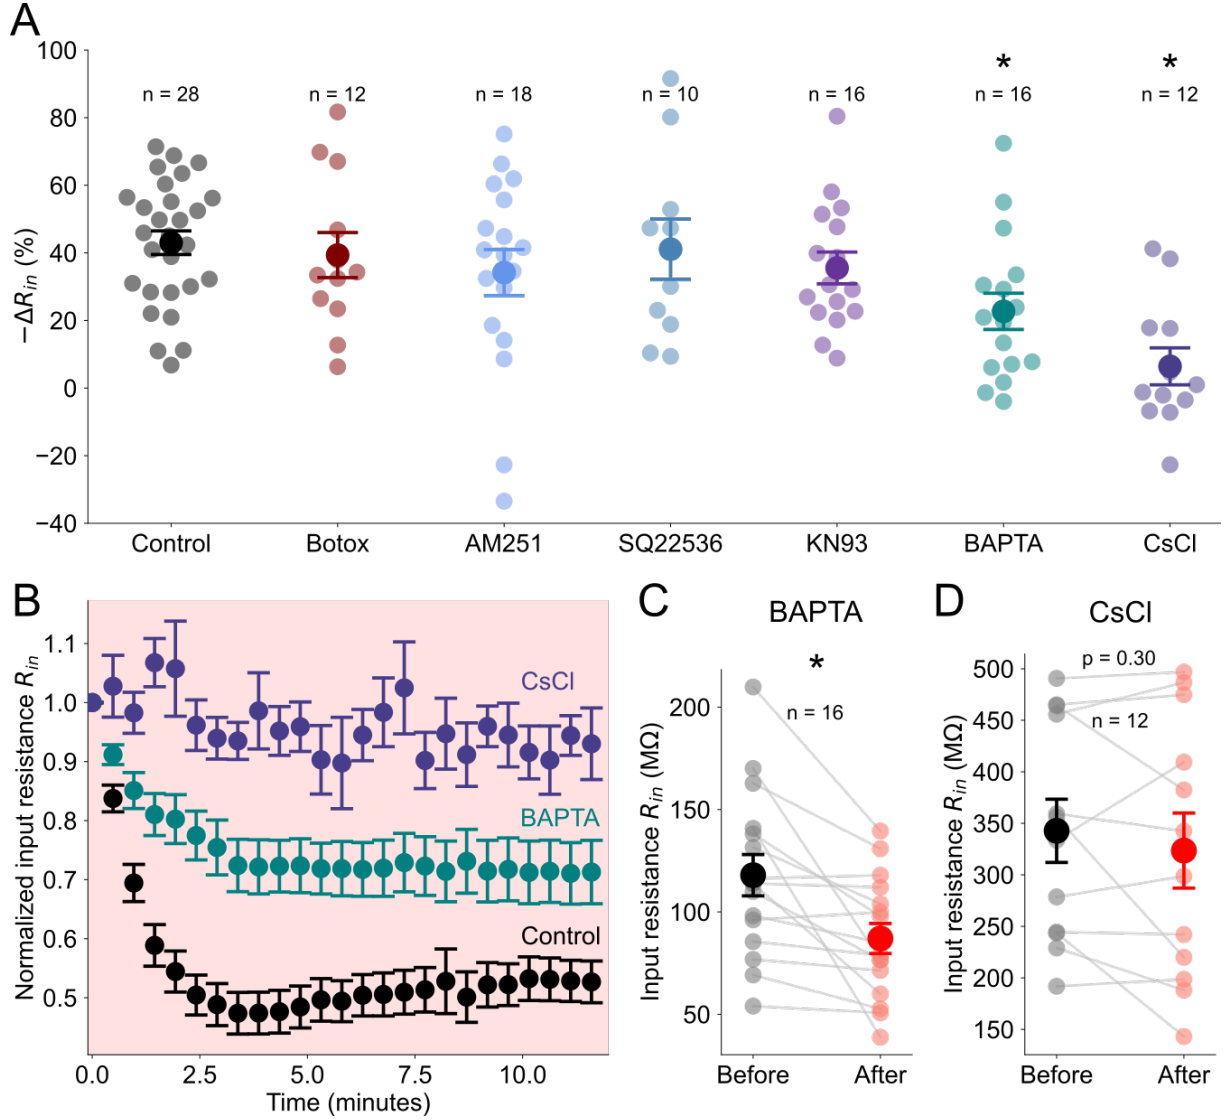 A
100
80
60
40
20
0
−20
−40
−ΔRin (%)
n = 28
n = 12
n = 18
n = 10
n = 16
*
n = 16
*
n = 12
Control
Botox
AM251
SQ22536
KN93
BAPTA
CsCl
B
Normalized input resistance Rin
1.1
1.0
0.9
0.8
0.7
0.6
0.5
CsCl
BAPTA
Control
0.0
2.5
5.0
7.5
10.0
Time (minutes)
C
BAPTA
*
n = 16
Input resistance Rin (MΩ)
200
150
100
50
Before
After
D
CsCl
p = 0.30
n = 12
Input resistance Rin (MΩ)
500
450
400
350
300
250
200
150
Before
After